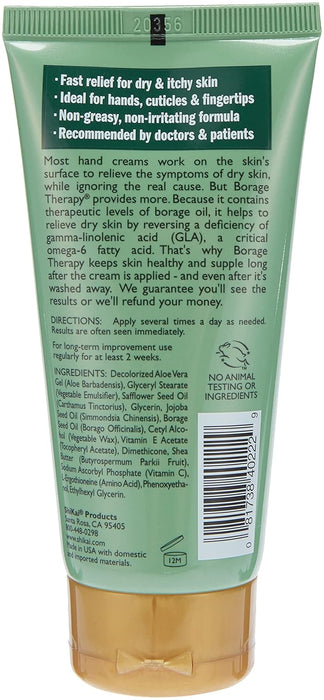 20356
• Fast relief for dry & itchy skin
• Ideal for hands, cuticles & fingertips
• Non-greasy, non-irritating formula
• Recommended by doctors & patients
Most hand creams work on the skin's
surface to relieve the symptoms of dry skin,
while ignoring the real cause. But Borage
Therapy® provides more. Because it contains
therapeutic levels of borage oil, it helps
to relieve dry skin by reversing a deficiency of
gamma-linolenic acid (GLA), a critical
omega-6 fatty acid. That's why Borage
Therapy keeps skin healthy and supple long
after the cream is applied - and even after it's
washed away. We guarantee you'll see the
results or we'll refund your money.
DIRECTIONS: Apply several times a day as needed.
Results are often seen immediately.
For long-term improvement use
regularly for at least 2 weeks.
INGREDIENTS: Decolorized Aloe Vera
Gel (Aloe Barbadensis), Glyceryl Stearate
(Vegetable Emulsifier), Safflower Seed Oil
(Carthamus Tinctorius), Glycerin, Jojoba
Seed Oil (Simmondsia Chinensis), Borage
Seed Oil (Borago Officinalis), Cetyl Alco-
hol (Vegetable Wax), Vitamin E Acetate
(Tocopheryl Acetate), Dimethicone, Shea
Butter (Butyrospermum Parkii Fruit),
Sodium Ascorbyl Phosphate (Vitamin C),
L-Ergothioneine (Amino Acid), Phenoxyetha-
nol, Ethylhexyl Glycerin.
NO ANIMAL
TESTING OR
INGREDIENTS
0 81738 40222 9
ShiKai® Products
Santa Rosa, CA 95405
800-448-0298
www.shikai.com
Made in USA with domestic
and imported materials.
12M